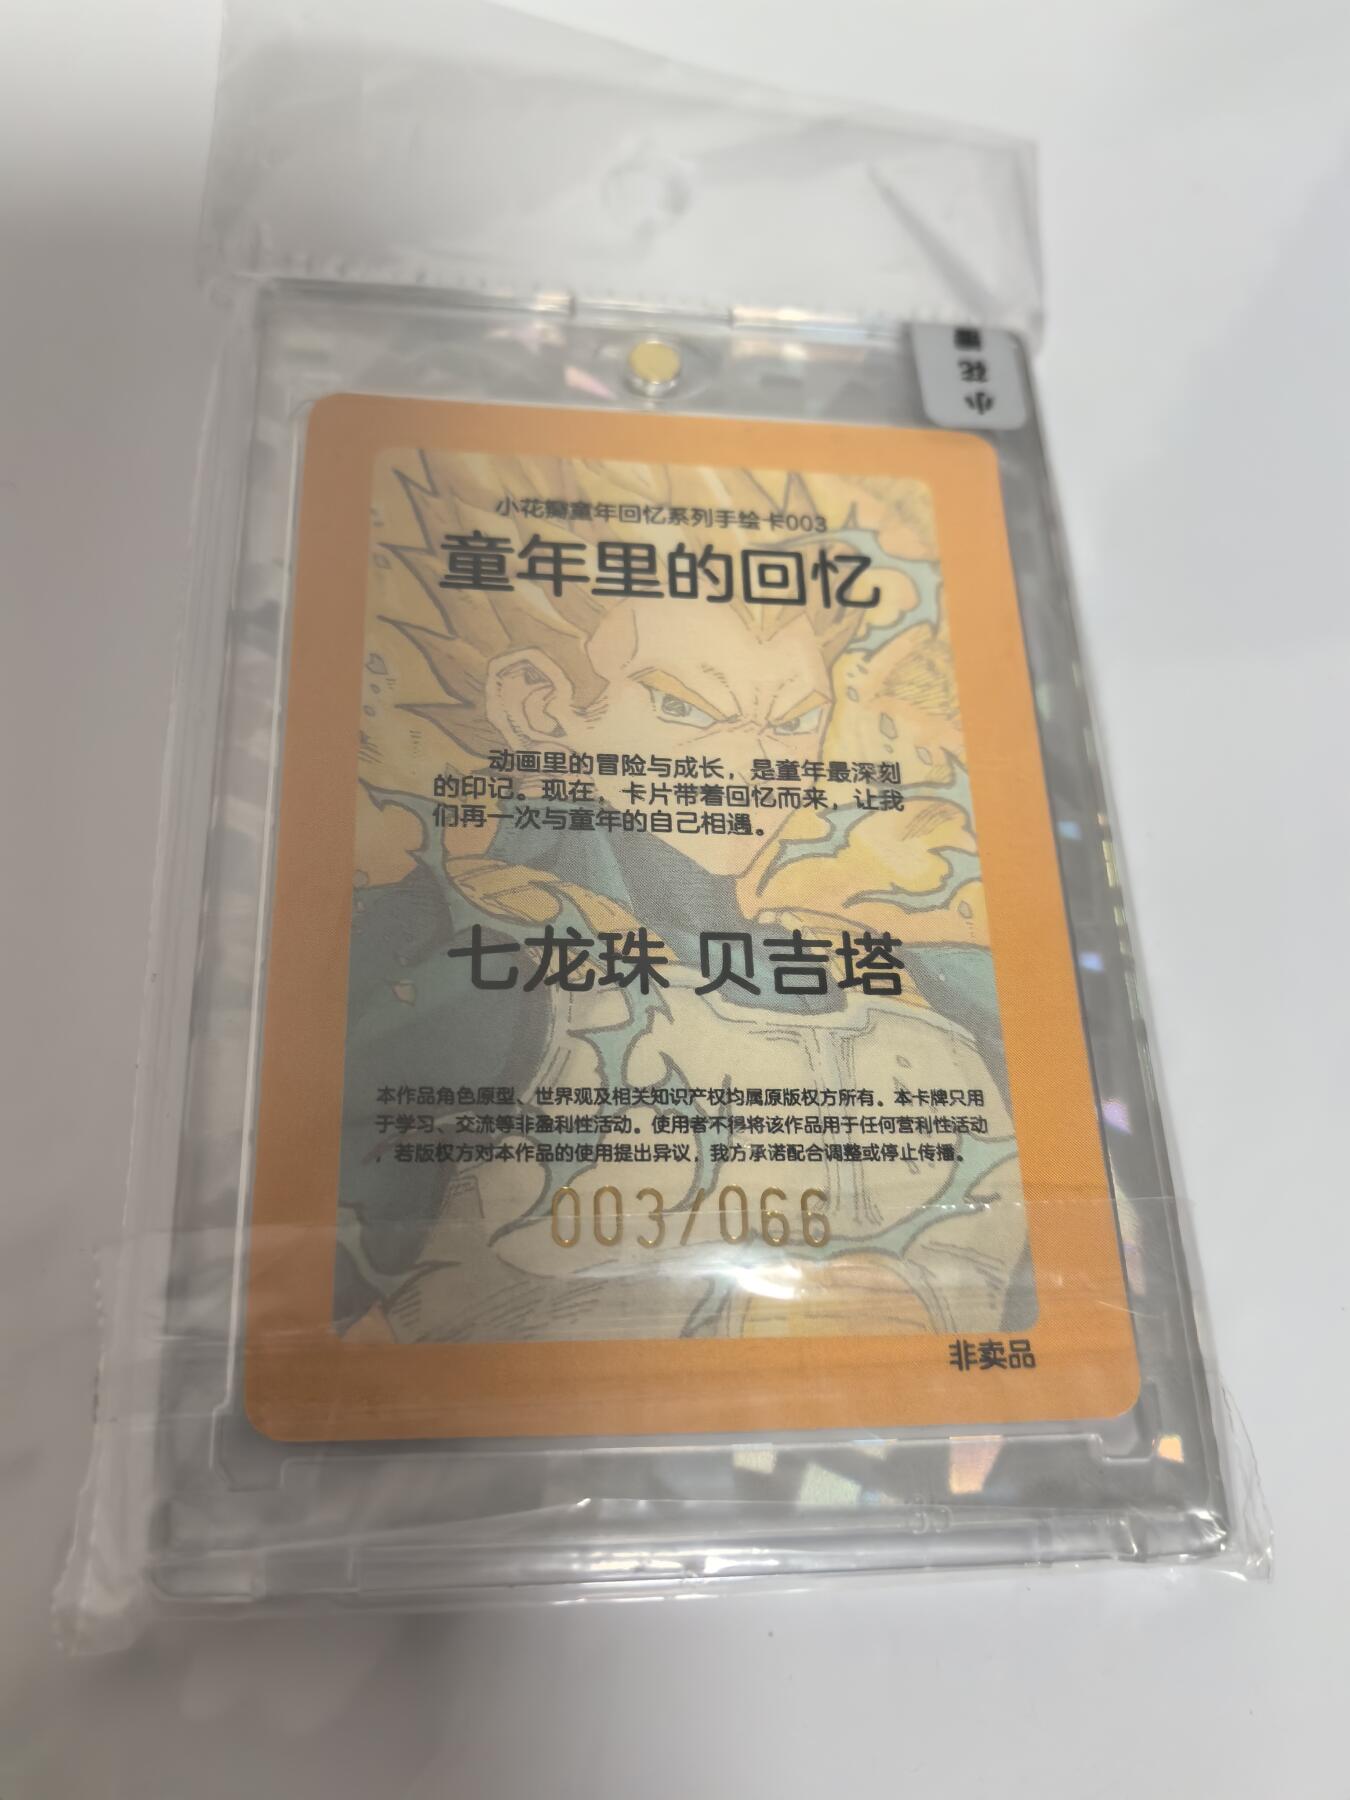 小花
小花瓣童年回忆系列手绘卡003
童年里的回忆
动画里的冒险与成长，是童年最深刻
的印记。现在，卡片带着回忆而来，让我
们再一次与童年的自己相遇。
七龙珠 贝吉塔
本作品角色原型、世界观及相关知识产权均属原版权方所有。本卡牌只用
于学习、交流等非盈利性活动。使用者不得将该作品用于任何营利性活动
，若版权方对本作品的使用提出异议，我方承诺配合调整或停止传播。
003/066
非卖品
35